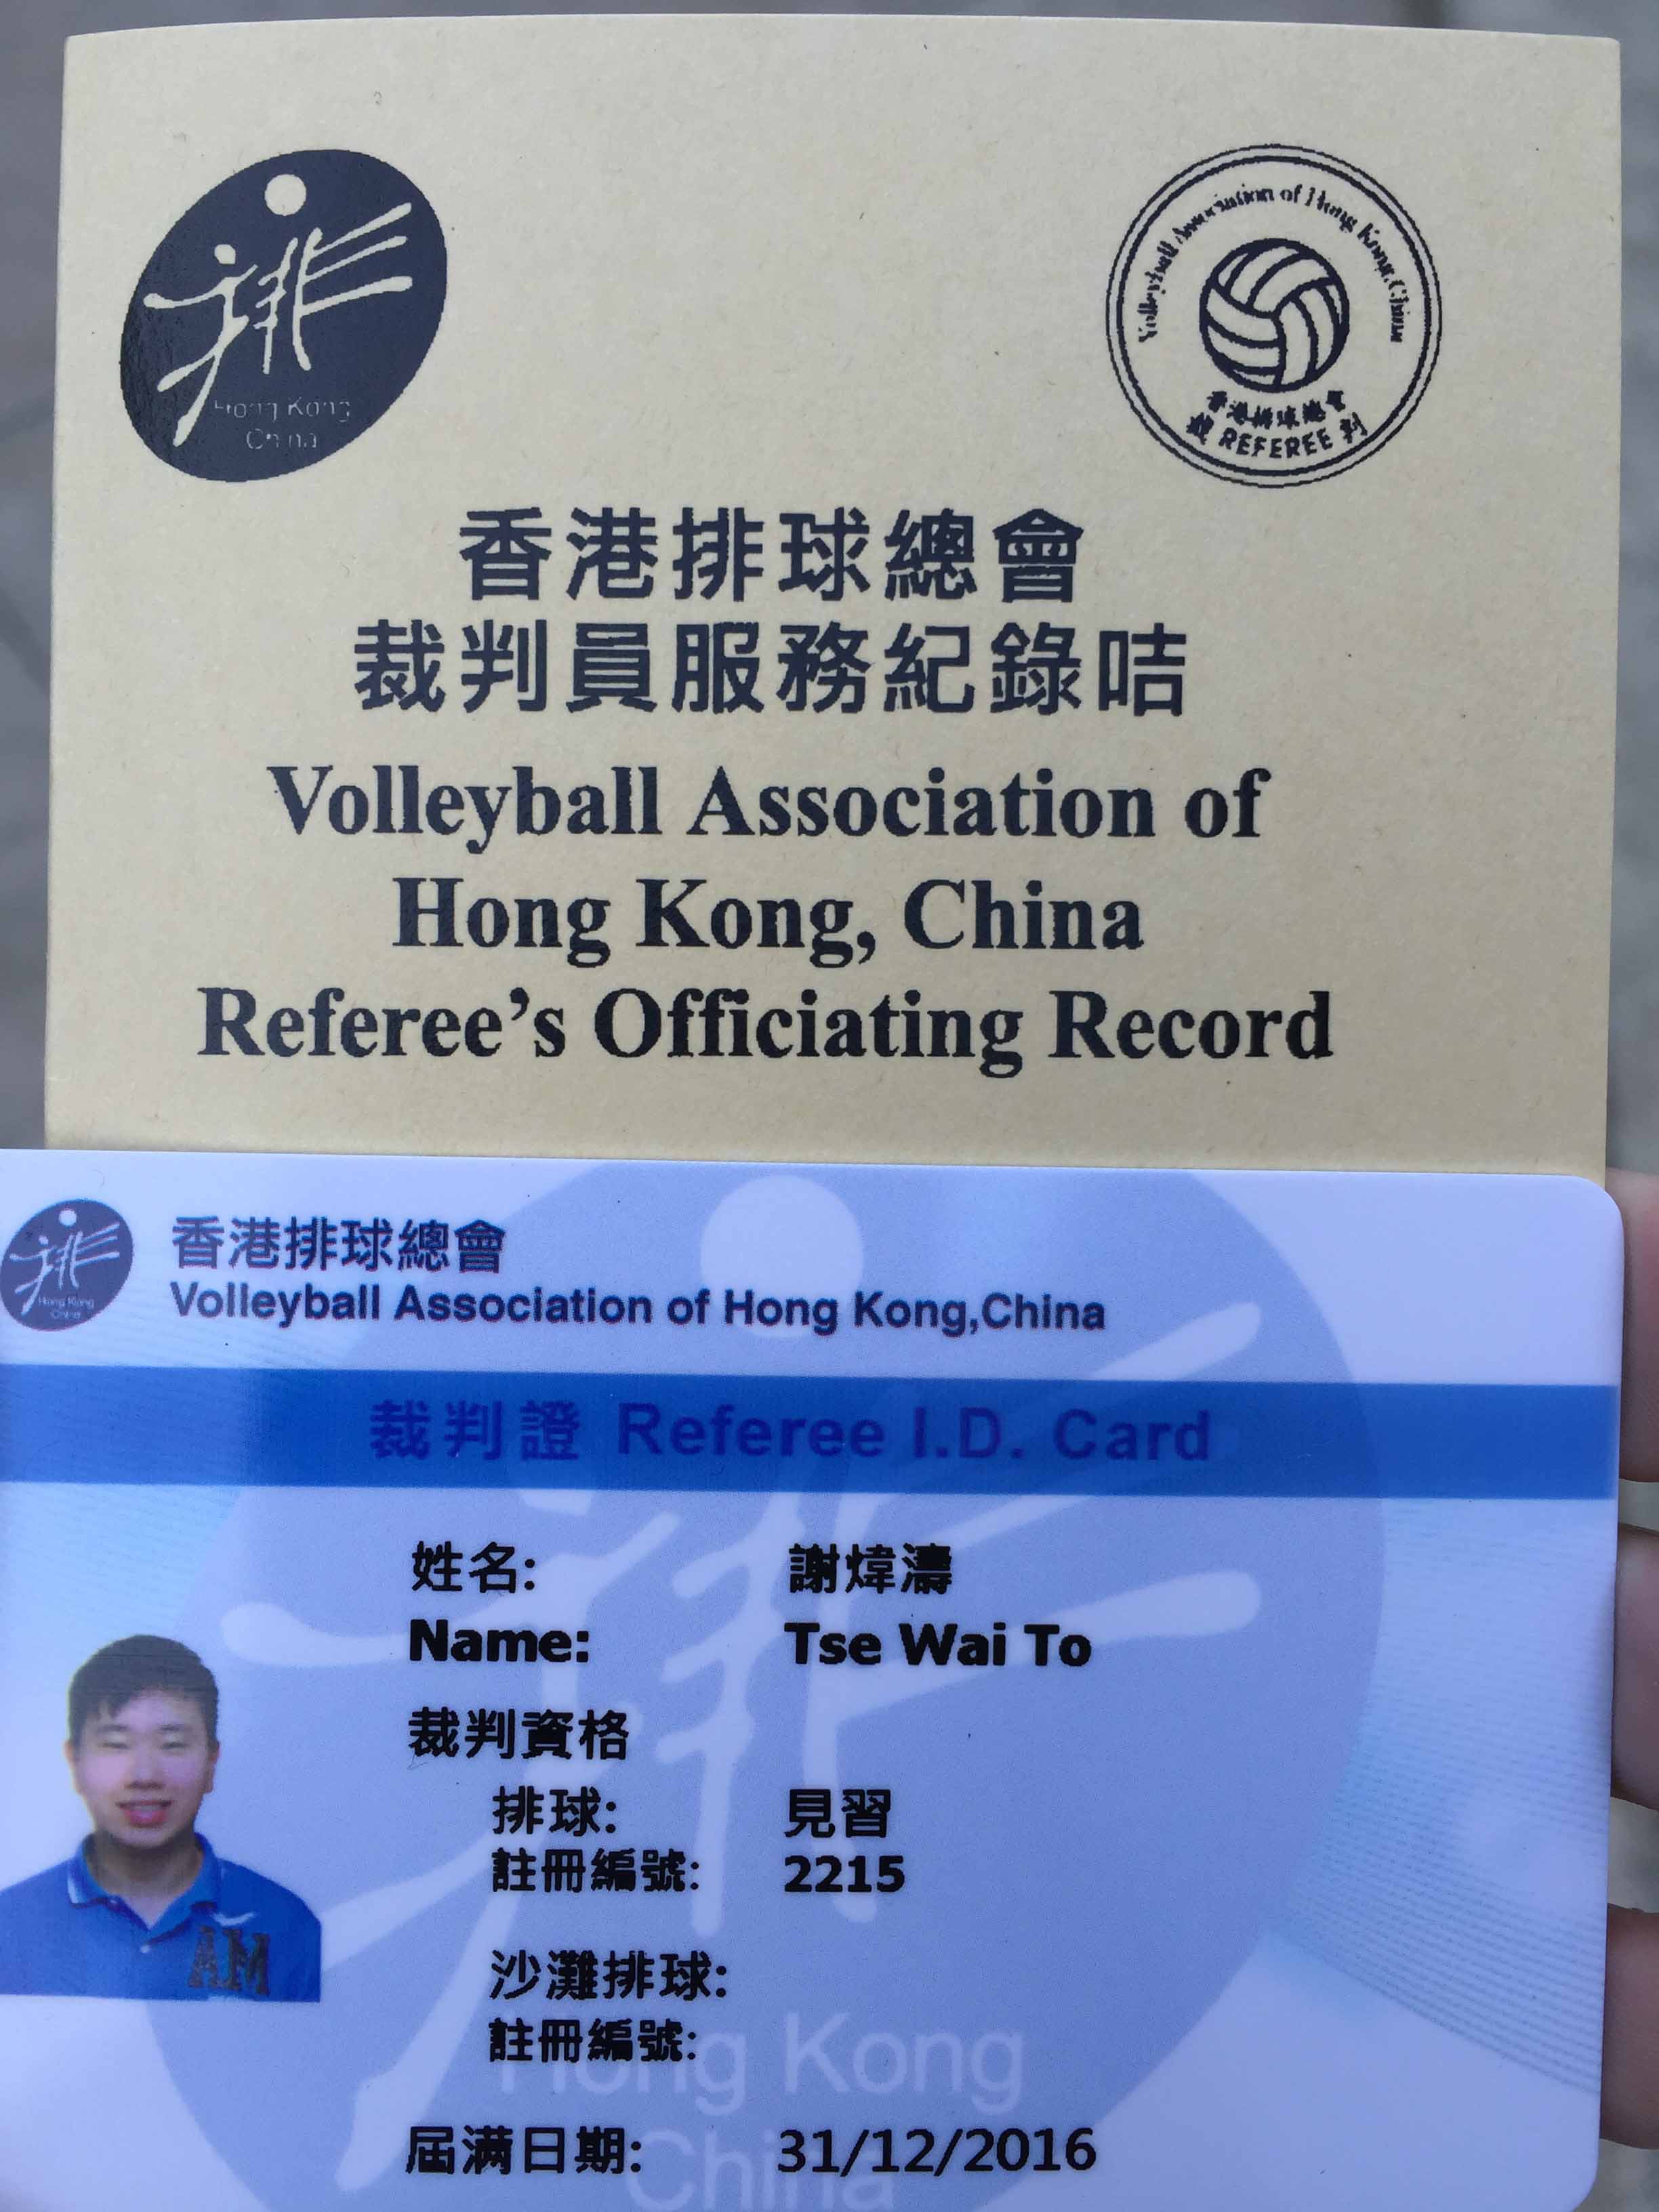 排
Hong Kong
China
Volleyball Association of Hong Kong, China
香港排球總會
裁 REFEREE 判
香港排球總會
裁判員服務紀錄咭
Volleyball Association of
Hong Kong, China
Referee's Officiating Record
排
Hong Kong
China
香港排球總會
Volleyball Association of Hong Kong,China
裁判證 Referee I.D. Card
姓名: 謝煒濤
Name: Tse Wai To
裁判資格
排球: 見習
註冊編號: 2215
沙灘排球:
註冊編號:
屆滿日期: 31/12/2016
AM
排
Hong Kong
China